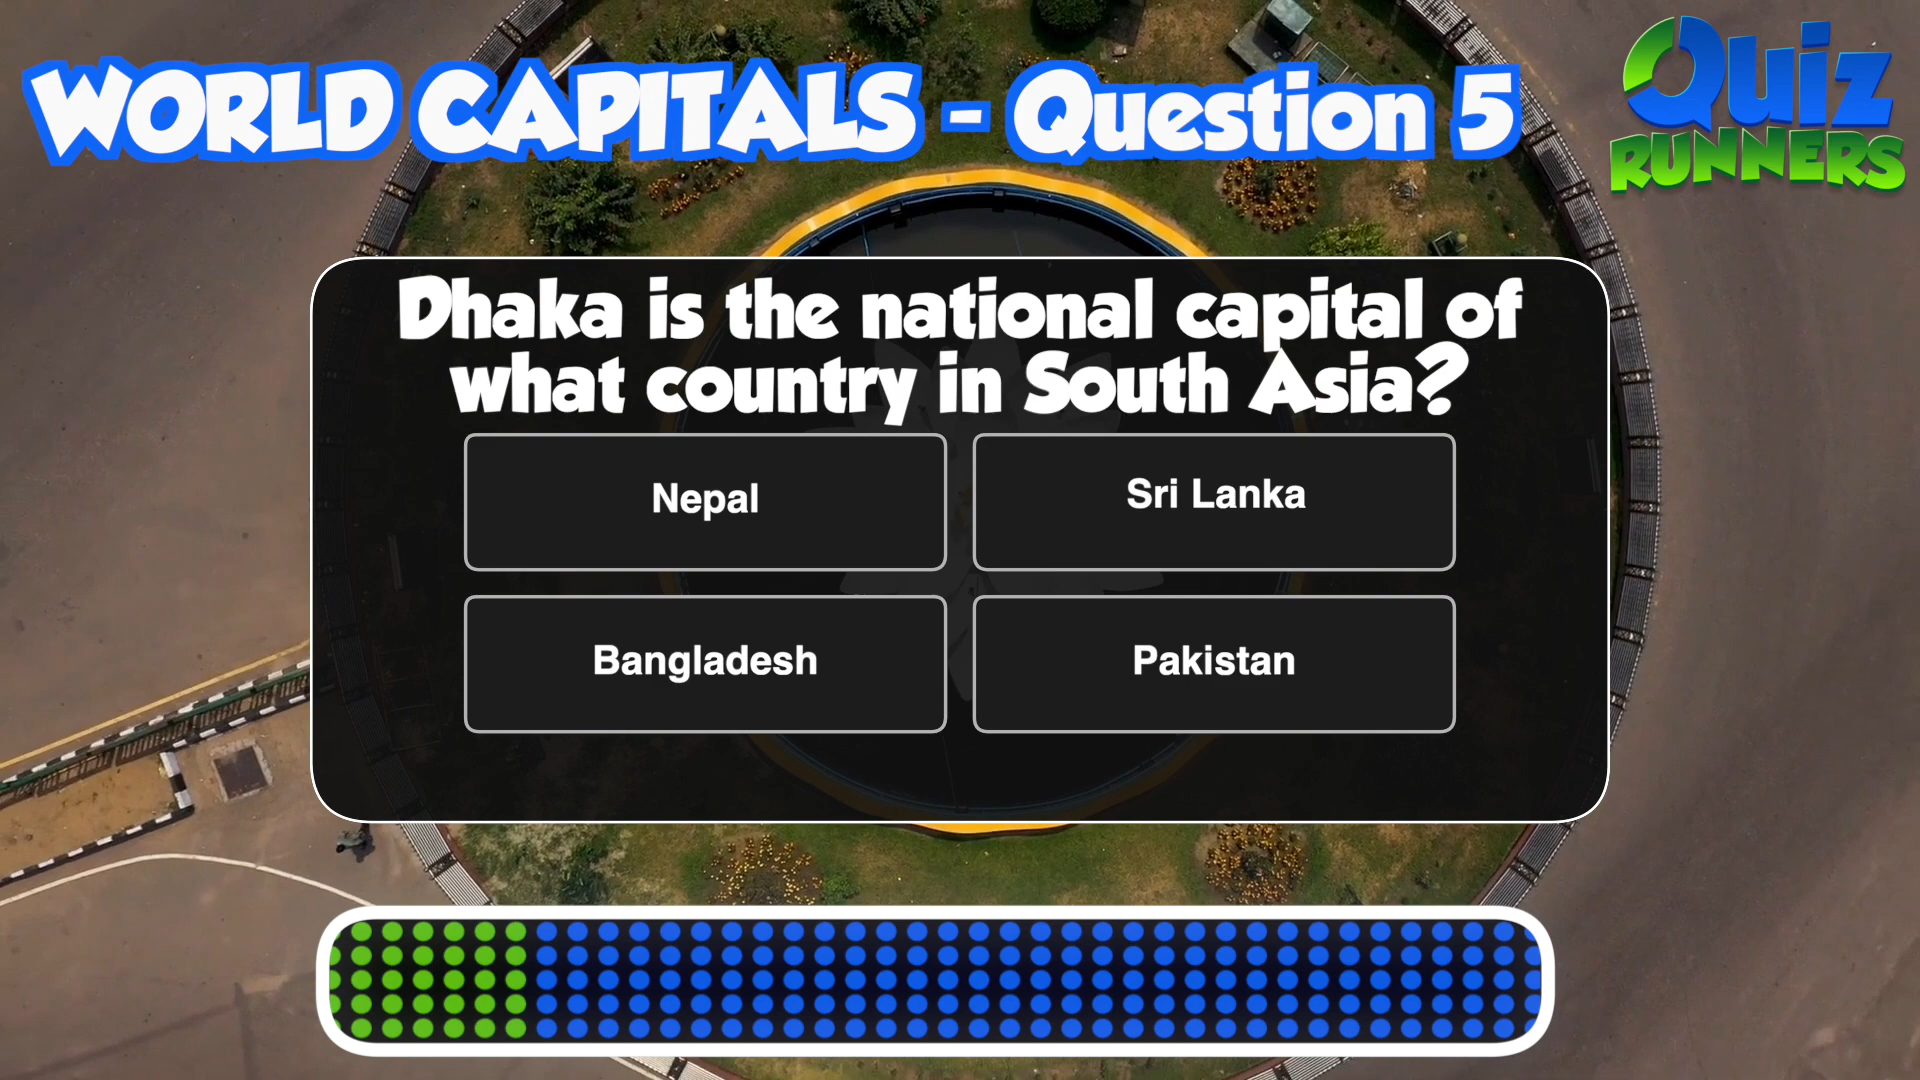 WORLD CAPITALS - Question 5
Quiz
RUNNERS
Dhaka is the national capital of
what country in South Asia?
Nepal
Sri Lanka
Bangladesh
Pakistan